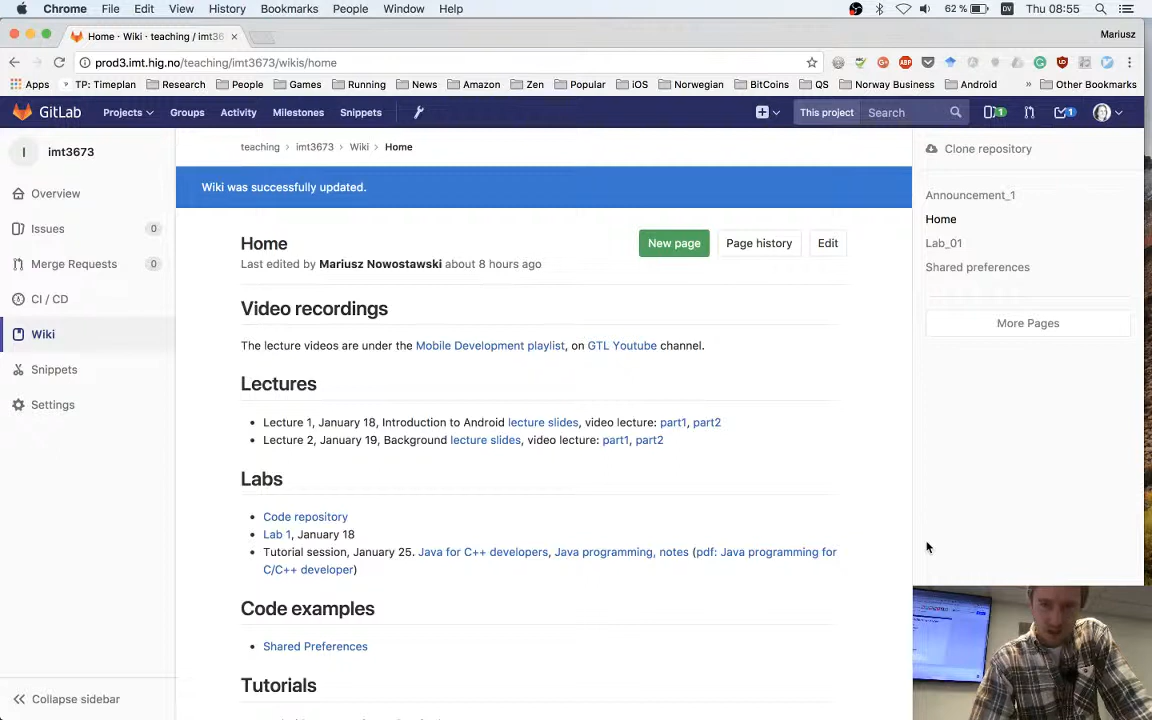 Chrome File Edit View History Bookmarks People Window Help 62 % DV Thu 08:55
Home · Wiki · teaching / imt36 Mariusz
prod3.imt.hig.no/teaching/imt3673/wikis/home
Apps TP: Timeplan Research People Games Running News Amazon Zen Popular iOS Norwegian BitCoins QS Norway Business Android » Other Bookmarks
GitLab Projects Groups Activity Milestones Snippets This project Search 1 1
I imt3673
teaching › imt3673 › Wiki › Home
Clone repository
Overview
Issues 0
Merge Requests 0
CI / CD
Wiki
Snippets
Settings
Collapse sidebar
Wiki was successfully updated.
Home New page Page history Edit
Last edited by Mariusz Nowostawski about 8 hours ago
Video recordings
The lecture videos are under the Mobile Development playlist, on GTL Youtube channel.
Lectures
• Lecture 1, January 18, Introduction to Android lecture slides, video lecture: part1, part2
• Lecture 2, January 19, Background lecture slides, video lecture: part1, part2
Labs
• Code repository
• Lab 1, January 18
• Tutorial session, January 25. Java for C++ developers, Java programming, notes (pdf: Java programming for
C/C++ developer)
Code examples
• Shared Preferences
Tutorials
Announcement_1
Home
Lab_01
Shared preferences
More Pages